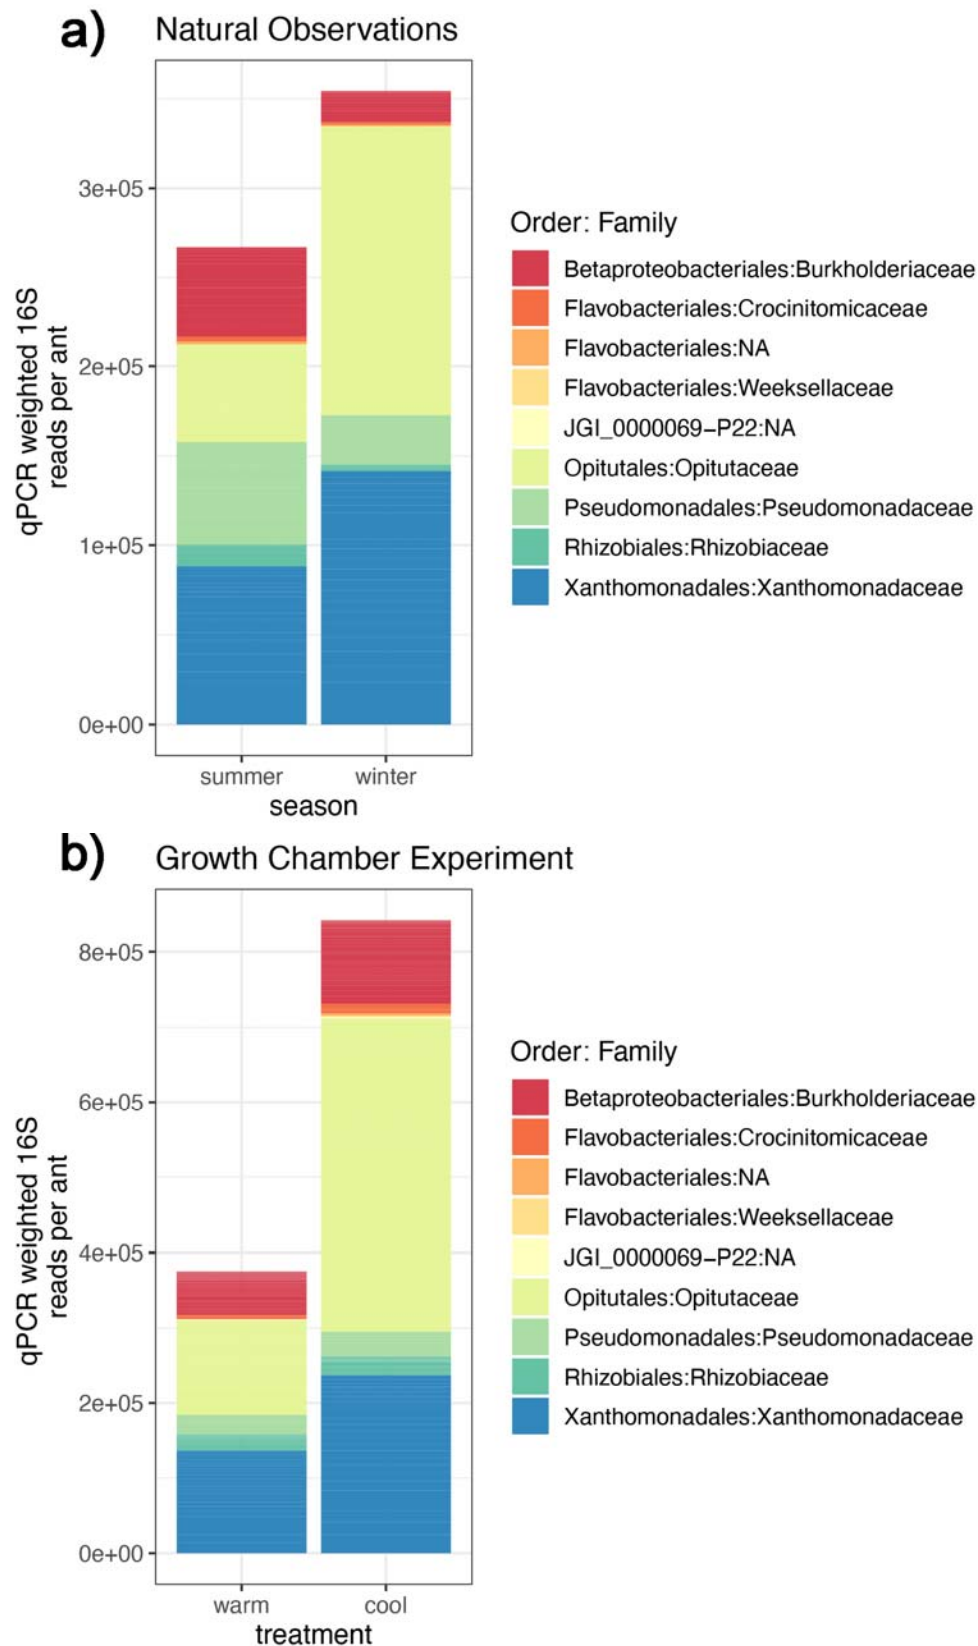 a)
Natural Observations
qPCR weighted 16S
reads per ant
3e+05
2e+05
1e+05
0e+00
summer
winter
season
Order: Family
Betaproteobacteriales:Burkholderiaceae
Flavobacteriales:Crocinitomicaceae
Flavobacteriales:NA
Flavobacteriales:Weeksellaceae
JGI_0000069−P22:NA
Opitutales:Opitutaceae
Pseudomonadales:Pseudomonadaceae
Rhizobiales:Rhizobiaceae
Xanthomonadales:Xanthomonadaceae
b)
Growth Chamber Experiment
qPCR weighted 16S
reads per ant
8e+05
6e+05
4e+05
2e+05
0e+00
warm
cool
treatment
Order: Family
Betaproteobacteriales:Burkholderiaceae
Flavobacteriales:Crocinitomicaceae
Flavobacteriales:NA
Flavobacteriales:Weeksellaceae
JGI_0000069−P22:NA
Opitutales:Opitutaceae
Pseudomonadales:Pseudomonadaceae
Rhizobiales:Rhizobiaceae
Xanthomonadales:Xanthomonadaceae